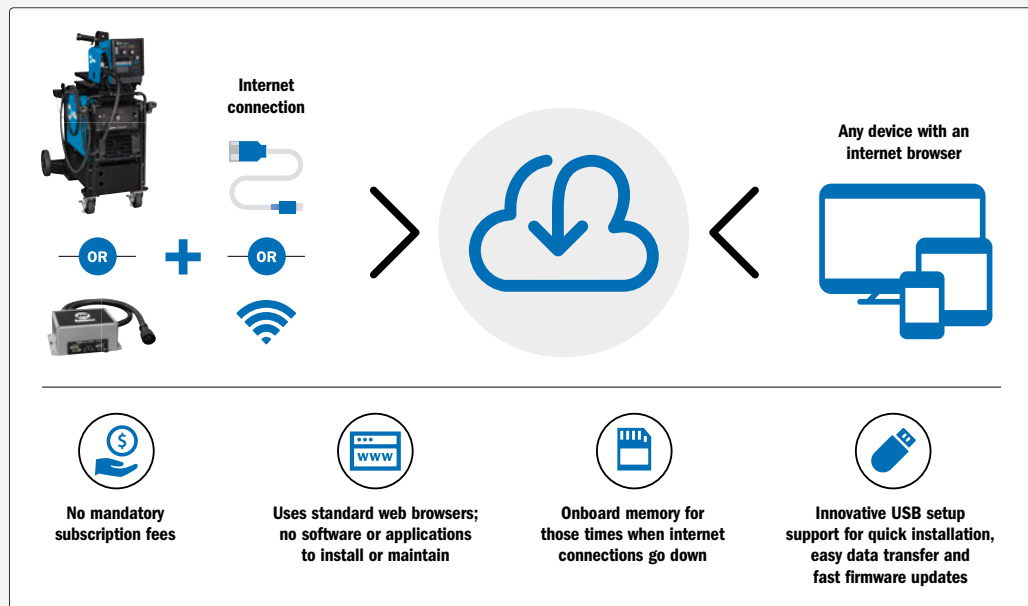 Internet
connection
OR
OR
Any device with an
internet browser
$
No mandatory
subscription fees
WWW
Uses standard web browsers;
no software or applications
to install or maintain
Onboard memory for
those times when internet
connections go down
Innovative USB setup
support for quick installation,
easy data transfer and
fast firmware updates